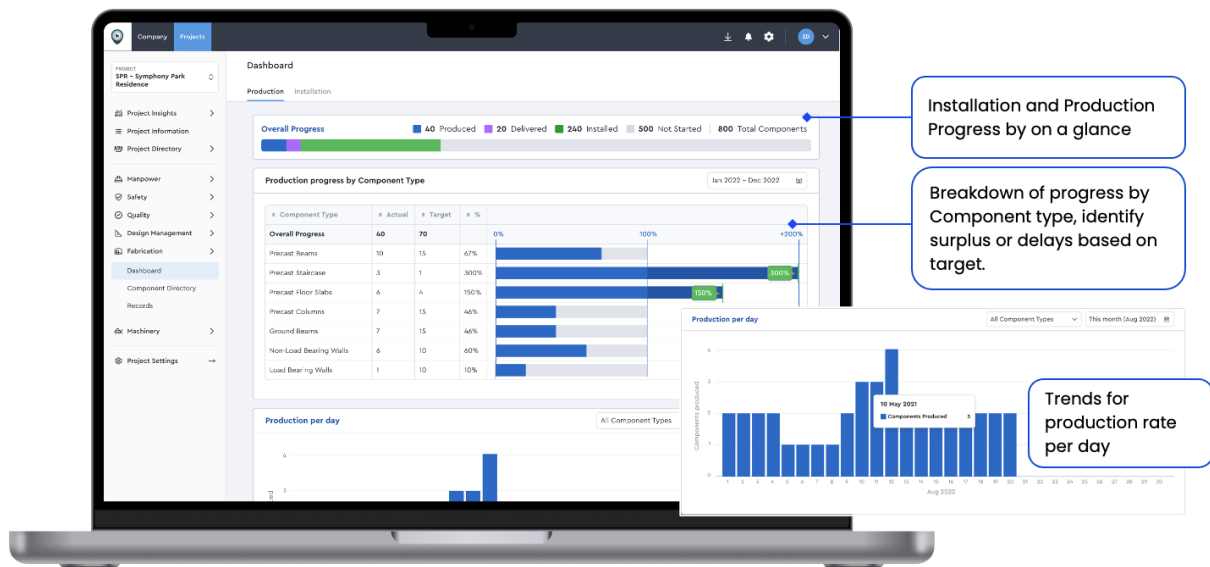 Company Projects
ZD
PROJECT
SPR - Symphony Park
Residence
Project Insights
Project Information
Project Directory
Manpower
Safety
Quality
Design Management
Fabrication
Dashboard
Component Directory
Records
Machinery
Project Settings
Dashboard
Production Installation
Overall Progress 40 Produced 20 Delivered 240 Installed 500 Not Started 800 Total Components
Production progress by Component Type Jan 2022 - Dec 2022
Component Type Actual Target %
Overall Progress 40 70 0% 100% +200%
Precast Beams 10 15 67%
Precast Staircase 3 1 300% 300%
Precast Floor Slabs 6 4 150% 150%
Precast Columns 7 15 46%
Ground Beams 7 15 46%
Non-Load Bearing Walls 6 10 60%
Load Bearing Walls 1 10 10%
Production per day All Component Types
4
3
Installation and Production
Progress by on a glance
Breakdown of progress by
Component type, identify
surplus or delays based on
target.
Production per day All Component Types This month (Aug 2022)
Components produced
4
3
2
1
0
10 May 2021
Components Produced 3
1 2 3 4 5 6 7 8 9 10 11 12 13 14 15 16 17 18 19 20 21 22 23 24 25 26 27 28 29 30
Aug 2022
Trends for
production rate
per day